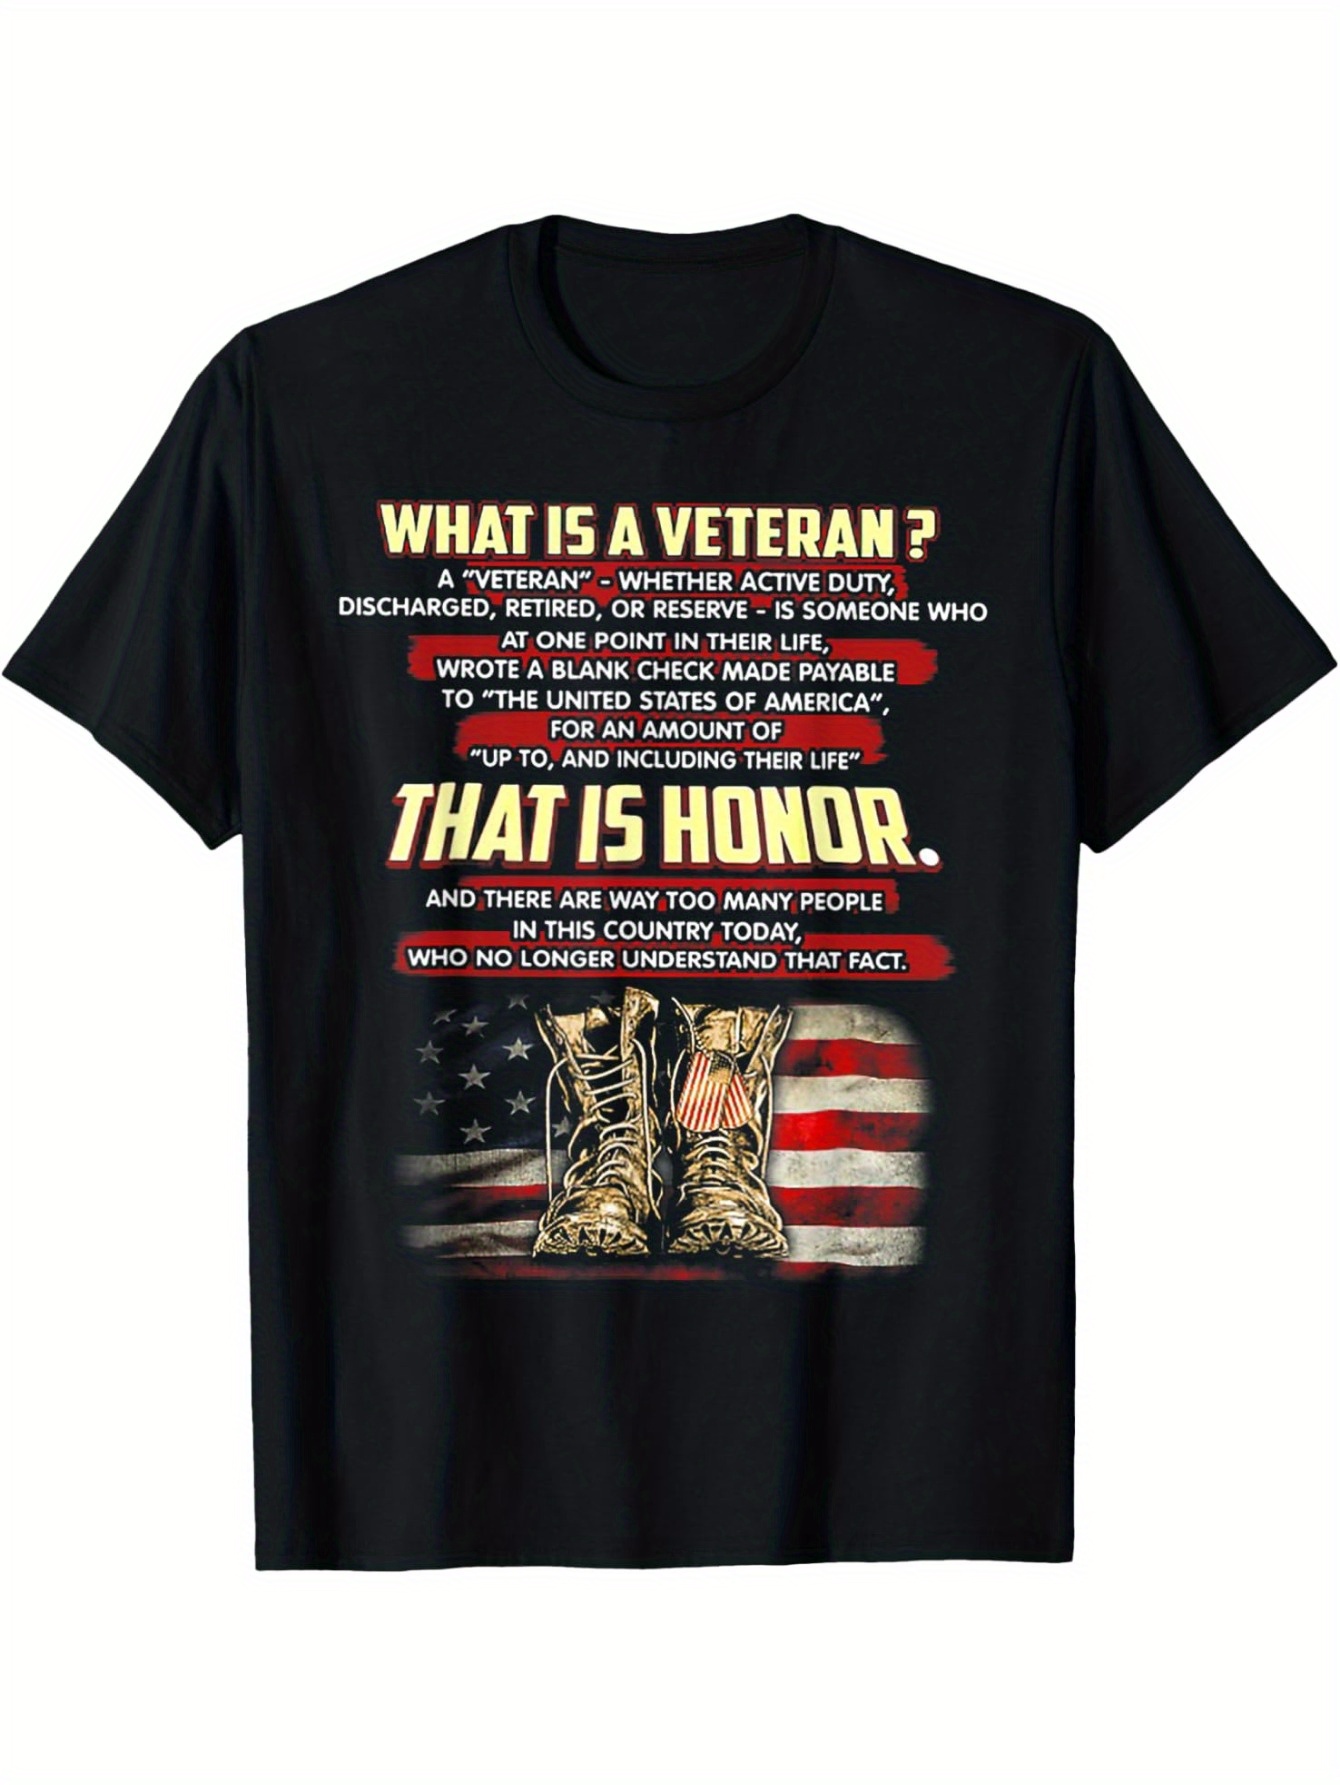 WHAT IS A VETERAN?
A "VETERAN" - WHETHER ACTIVE DUTY,
DISCHARGED, RETIRED, OR RESERVE - IS SOMEONE WHO
AT ONE POINT IN THEIR LIFE,
WROTE A BLANK CHECK MADE PAYABLE
TO "THE UNITED STATES OF AMERICA",
FOR AN AMOUNT OF
"UP TO, AND INCLUDING THEIR LIFE"
THAT IS HONOR.
AND THERE ARE WAY TOO MANY PEOPLE
IN THIS COUNTRY TODAY,
WHO NO LONGER UNDERSTAND THAT FACT.